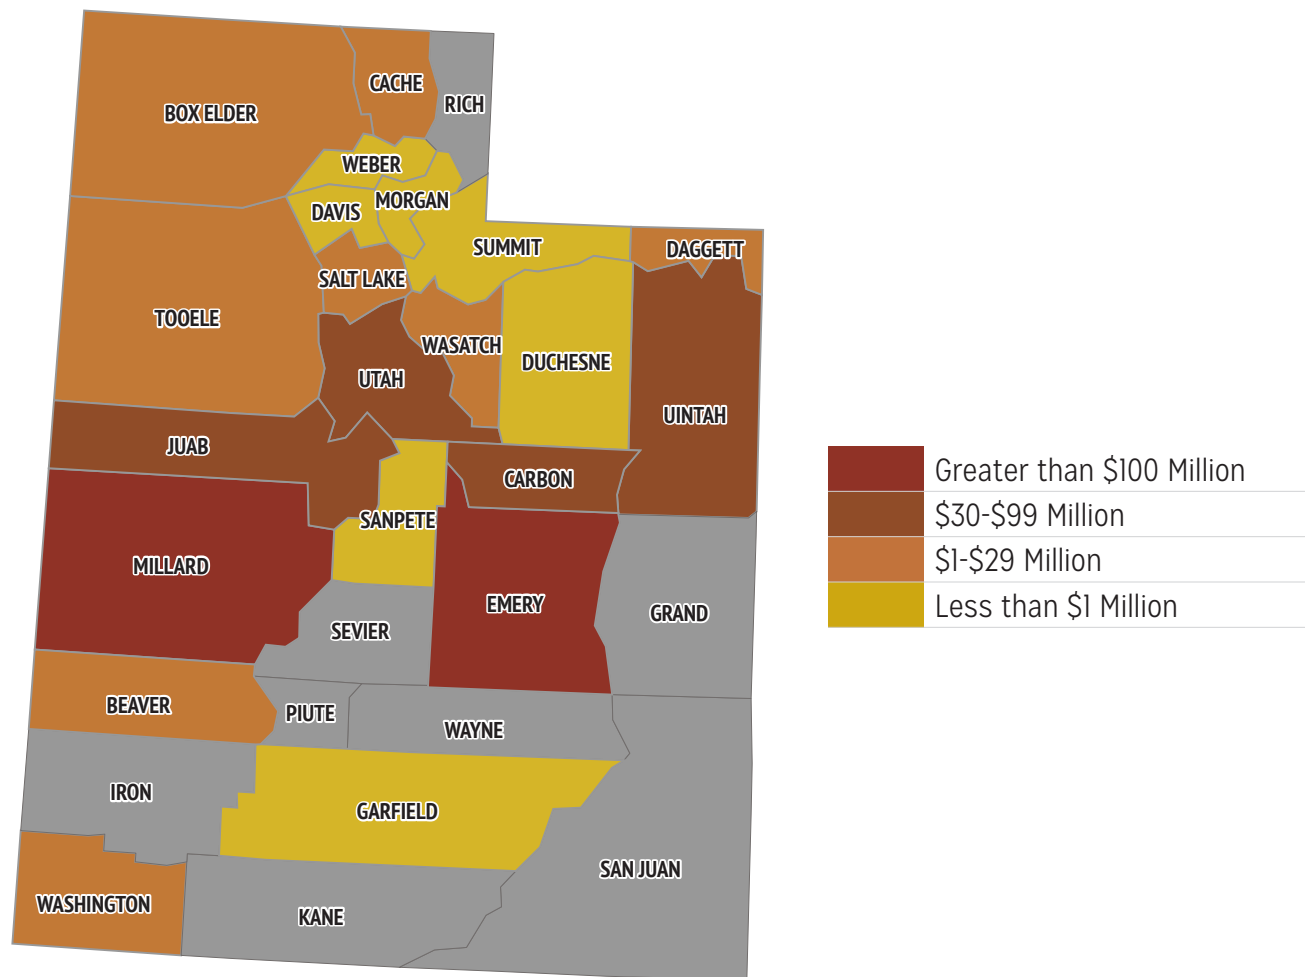 CACHE
RICH
BOX ELDER
WEBER
MORGAN
DAVIS
SUMMIT
DAGGETT
SALT LAKE
TOOELE
WASATCH
DUCHESNE
UTAH
UINTAH
JUAB
CARBON
SANPETE
MILLARD
EMERY
GRAND
SEVIER
BEAVER
PIUTE
WAYNE
IRON
GARFIELD
SAN JUAN
WASHINGTON
KANE
Greater than $100 Million
$30-$99 Million
$1-$29 Million
Less than $1 Million